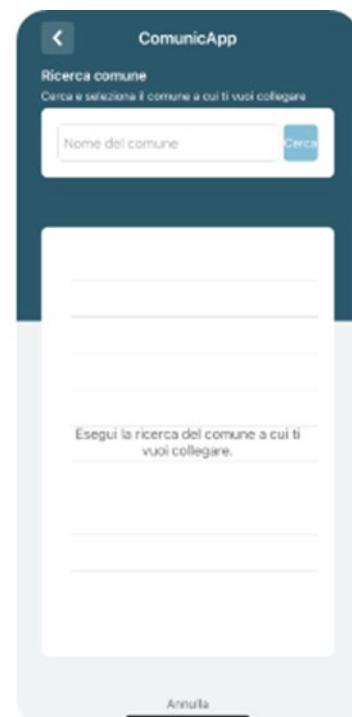 ComunicApp
Ricerca comune
Cerca e seleziona il comune a cui ti vuoi collegare
Nome del comune
Cerca
Esegui la ricerca del comune a cui ti
vuoi collegare.
Annulla